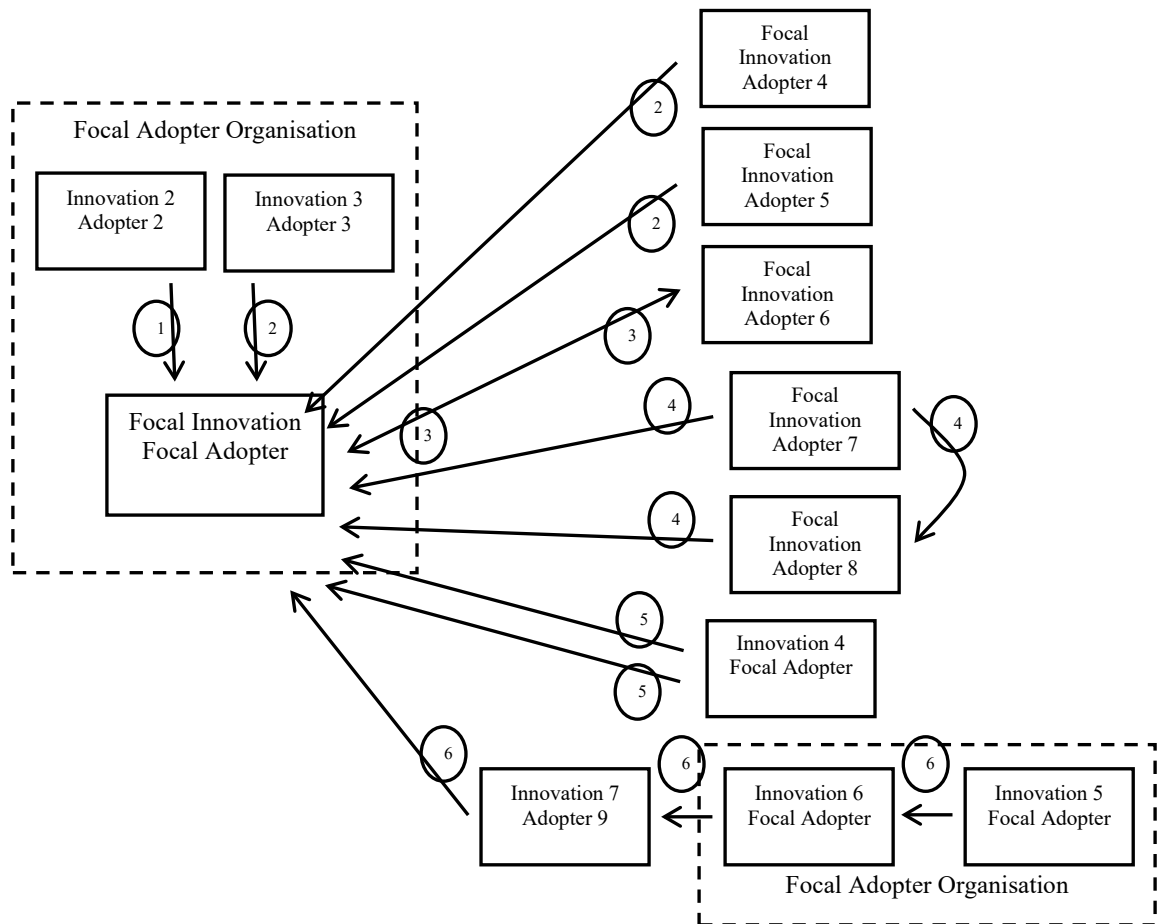 Focal
Innovation
Adopter 4
2
Focal Adopter Organisation
Focal
Innovation
Adopter 5
2
Innovation 2
Adopter 2
Innovation 3
Adopter 3
Focal
Innovation
Adopter 6
1
2
3
Focal
Innovation
Adopter 7
4
4
Focal Innovation
Focal Adopter
3
Focal
Innovation
Adopter 8
4
5
Innovation 4
Focal Adopter
5
6
6
6
Innovation 7
Adopter 9
Innovation 6
Focal Adopter
Innovation 5
Focal Adopter
Focal Adopter Organisation